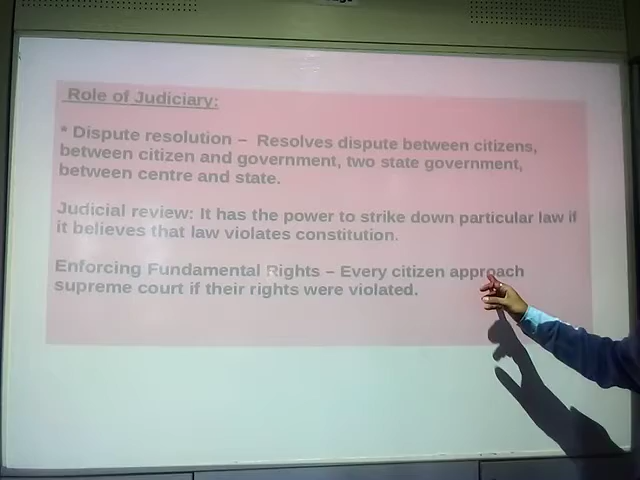 Role of Judiciary:
* Dispute resolution – Resolves dispute between citizens,
between citizen and government, two state government,
between centre and state.
Judicial review: It has the power to strike down particular law if
it believes that law violates constitution.
Enforcing Fundamental Rights – Every citizen approach
supreme court if their rights were violated.